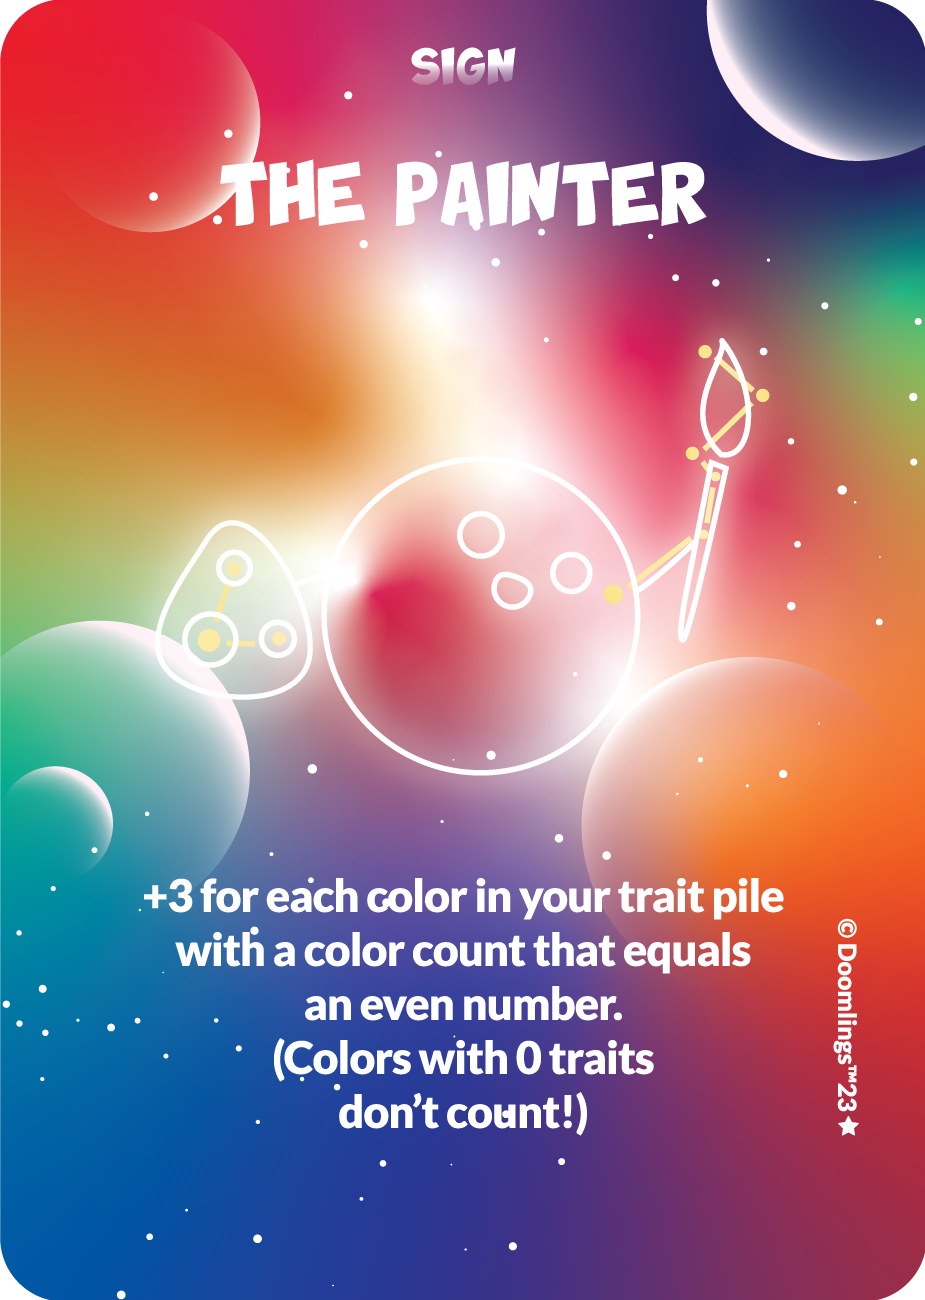 SIGN
THE PAINTER
+3 for each color in your trait pile
with a color count that equals
an even number.
(Colors with 0 traits
don't count!)
© Doomlings™23 ★